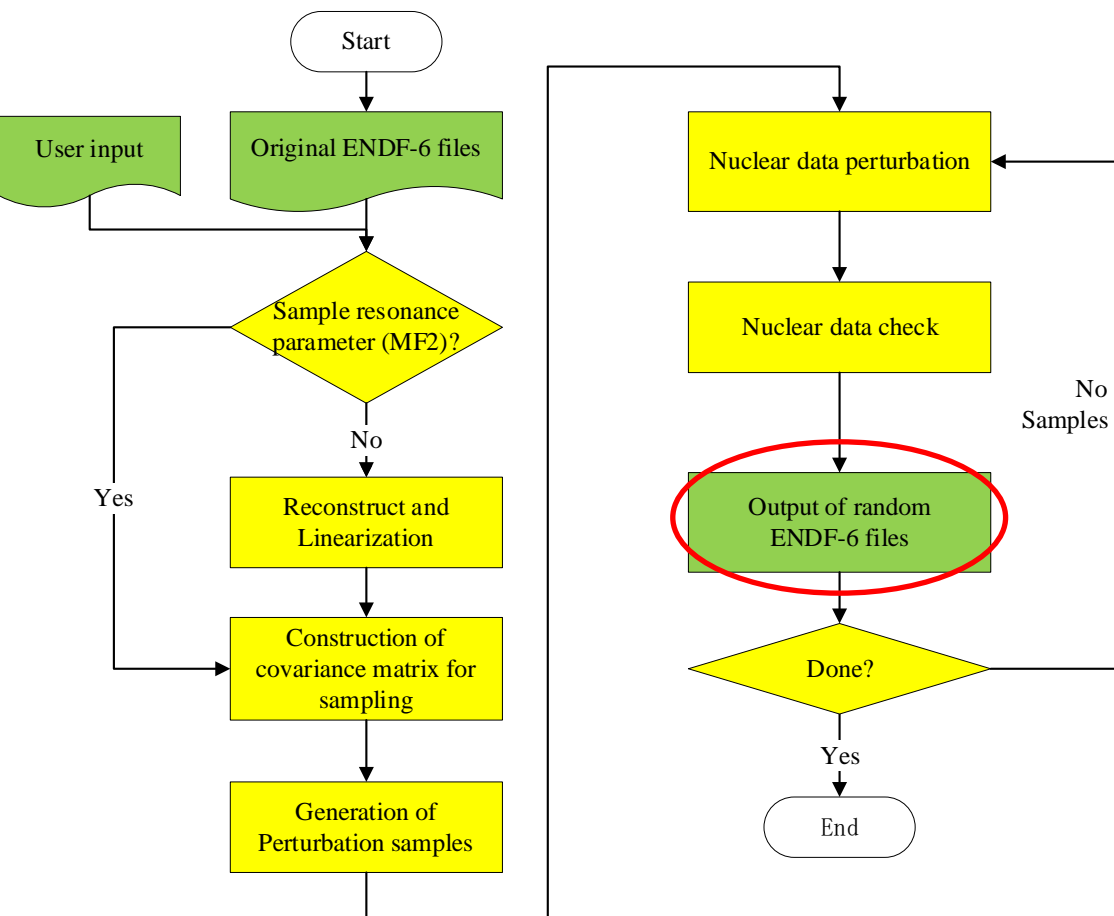 Start
User input
Original ENDF-6 files
Sample resonance
parameter (MF2)?
No
Yes
Reconstruct and
Linearization
Construction of
covariance matrix for
sampling
Generation of
Perturbation samples
Nuclear data perturbation
Nuclear data check
No
Samples
Output of random
ENDF-6 files
Done?
Yes
End